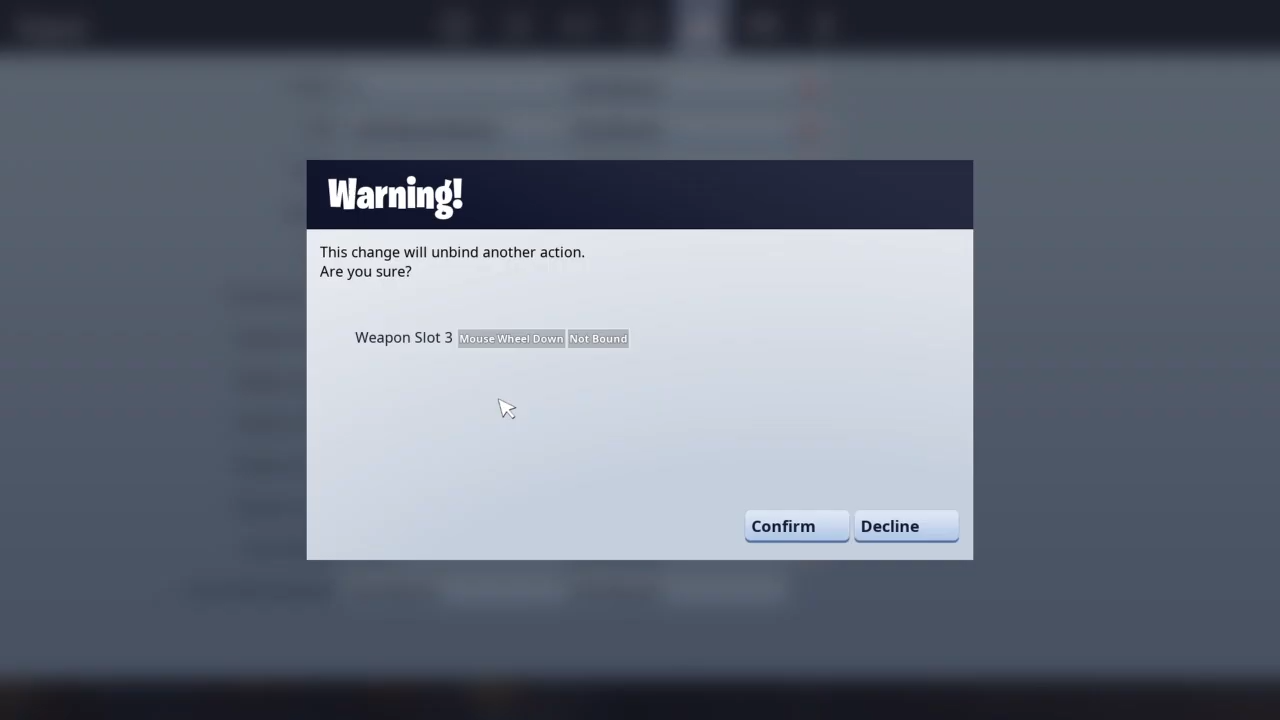 Warning!
This change will unbind another action.
Are you sure?
Weapon Slot 3 Mouse Wheel Down Not Bound
Confirm Decline